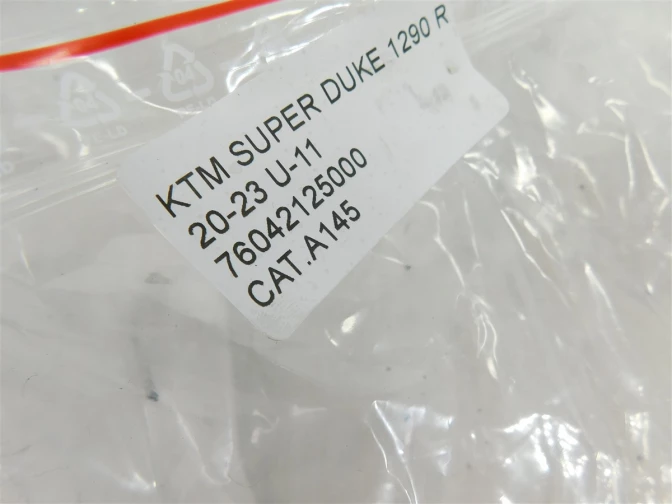 KTM SUPER DUKE 1290 R
20-23 U-11
76042125000
CAT.A145